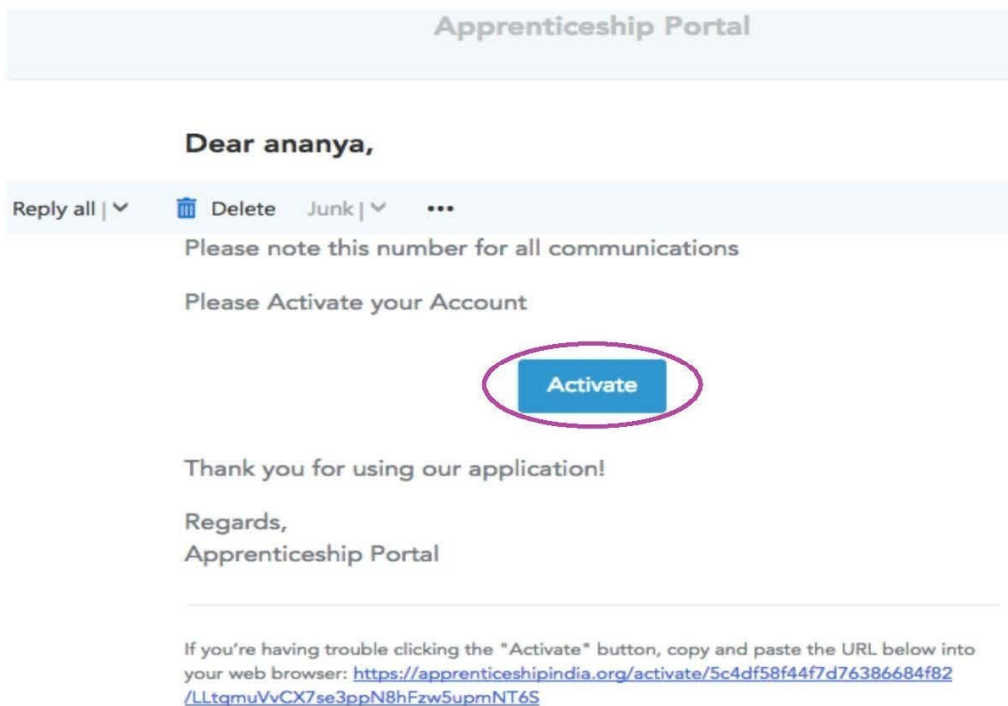 Apprenticeship Portal
Dear ananya,
Reply all | Delete Junk | •••
Please note this number for all communications
Please Activate your Account
Activate
Thank you for using our application!
Regards,
Apprenticeship Portal
If you're having trouble clicking the "Activate" button, copy and paste the URL below into
your web browser: https://apprenticeshipindia.org/activate/5c4df58f44f7d76386684f82
/LLtqmuVvCX7se3ppN8hFzw5upmNT6S